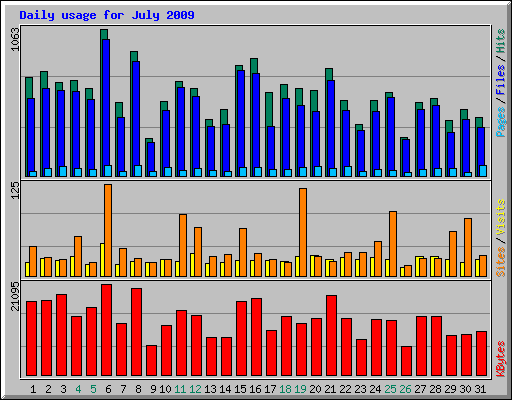 Daily usage for July 2009
1063
Pages / Files / Hits
125
Sites / Visits
21095
KBytes
1 2 3 4 5 6 7 8 9 10 11 12 13 14 15 16 17 18 19 20 21 22 23 24 25 26 27 28 29 30 31